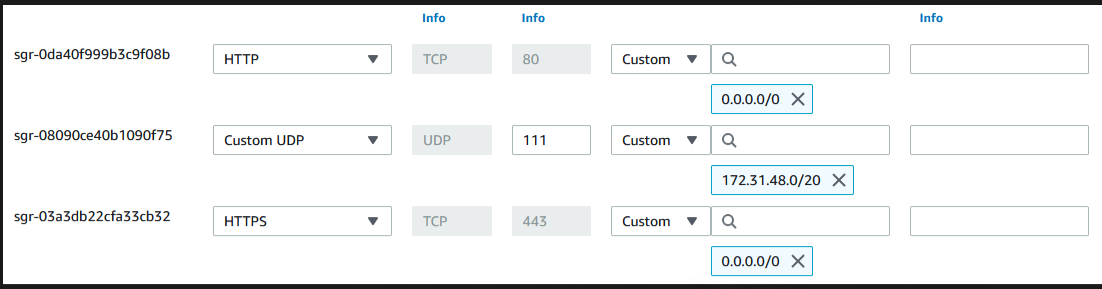 Info Info Info
sgr-0da40f999b3c9f08b HTTP TCP 80 Custom
0.0.0.0/0
sgr-08090ce40b1090f75 Custom UDP UDP 111 Custom
172.31.48.0/20
sgr-03a3db22cfa33cb32 HTTPS TCP 443 Custom
0.0.0.0/0